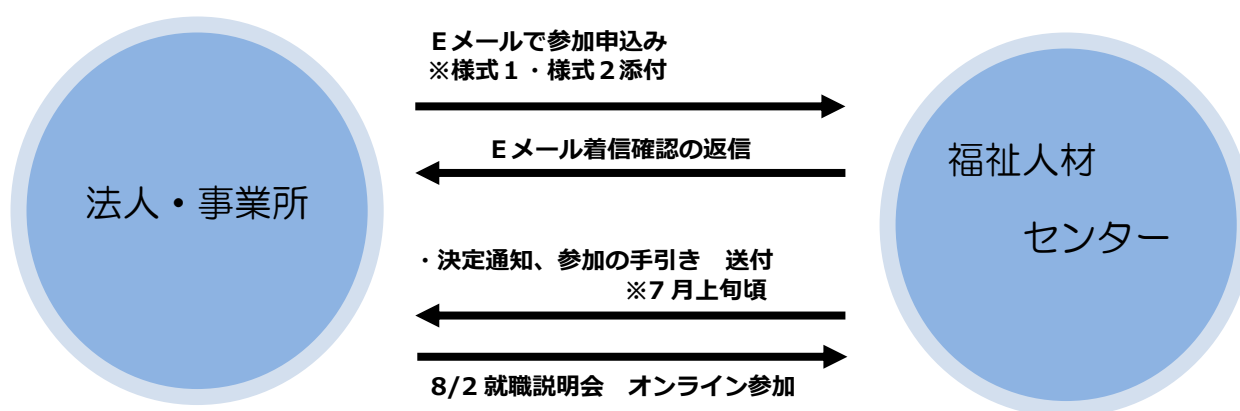 Ｅメールで参加申込み
※様式１・様式２添付
Ｅメール着信確認の返信
法人・事業所
福祉人材
センター
・決定通知、参加の手引き　送付
※7 月上旬頃
8/2 就職説明会　オンライン参加